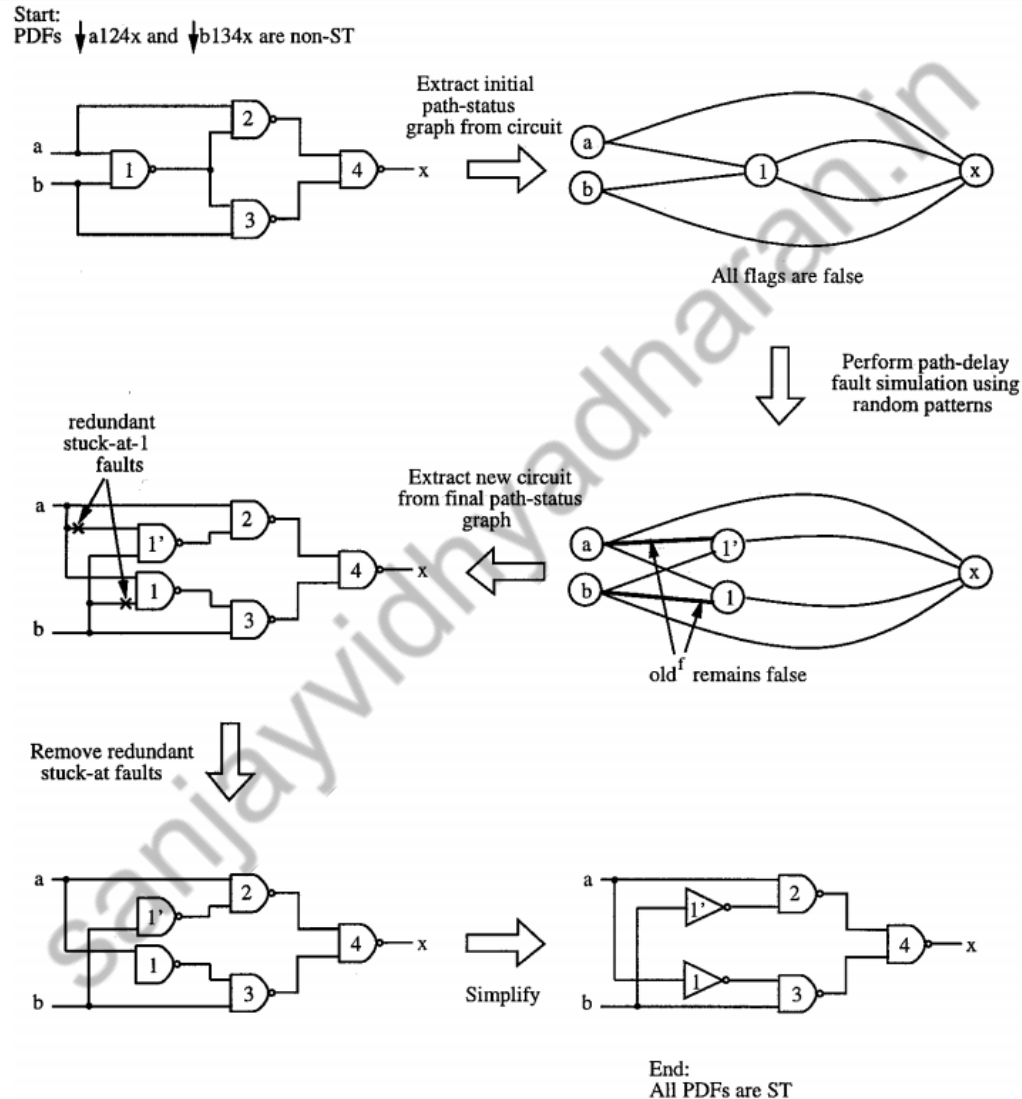 Start:
PDFs ↓a124x and ↓b134x are non-ST
a
b
1
2
3
4
x
Extract initial
path-status
graph from circuit
a
b
1
x
All flags are false
Perform path-delay
fault simulation using
random patterns
redundant
stuck-at-1
faults
a
b
1'
1
2
3
4
x
Extract new circuit
from final path-status
graph
a
b
1'
1
x
old^f remains false
Remove redundant
stuck-at faults
a
b
1'
1
2
3
4
x
Simplify
a
b
1'
1
2
3
4
x
End:
All PDFs are ST
sanjayvidhyadharan.in